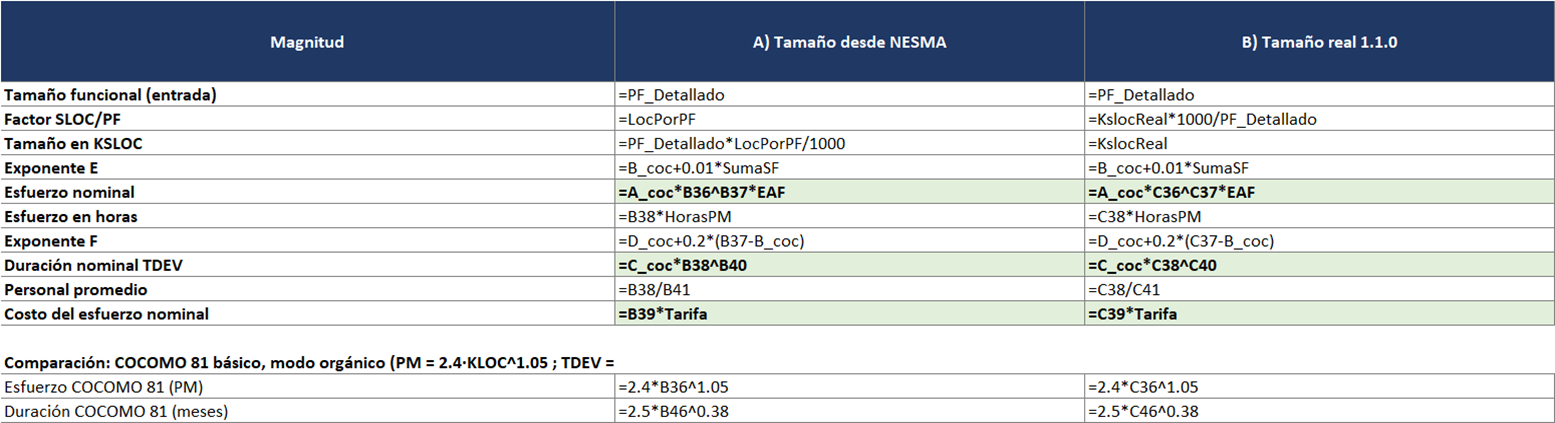 Magnitud A) Tamaño desde NESMA B) Tamaño real 1.1.0
Tamaño funcional (entrada) =PF_Detallado =PF_Detallado
Factor SLOC/PF =LocPorPF =KslocReal*1000/PF_Detallado
Tamaño en KSLOC =PF_Detallado*LocPorPF/1000 =KslocReal
Exponente E =B_coc+0.01*SumaSF =B_coc+0.01*SumaSF
Esfuerzo nominal =A_coc*B36^B37*EAF =A_coc*C36^C37*EAF
Esfuerzo en horas =B38*HorasPM =C38*HorasPM
Exponente F =D_coc+0.2*(B37-B_coc) =D_coc+0.2*(C37-B_coc)
Duración nominal TDEV =C_coc*B38^B40 =C_coc*C38^C40
Personal promedio =B38/B41 =C38/C41
Costo del esfuerzo nominal =B39*Tarifa =C39*Tarifa
Comparación: COCOMO 81 básico, modo orgánico (PM = 2.4·KLOC^1.05 ; TDEV =
Esfuerzo COCOMO 81 (PM) =2.4*B36^1.05 =2.4*C36^1.05
Duración COCOMO 81 (meses) =2.5*B46^0.38 =2.5*C46^0.38